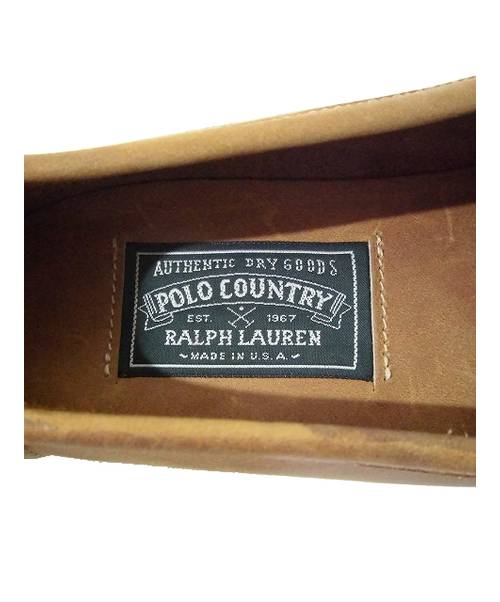 AUTHENTIC DRY GOODS
POLO COUNTRY
EST. 1967
RALPH LAUREN
~MADE IN U.S.A.~